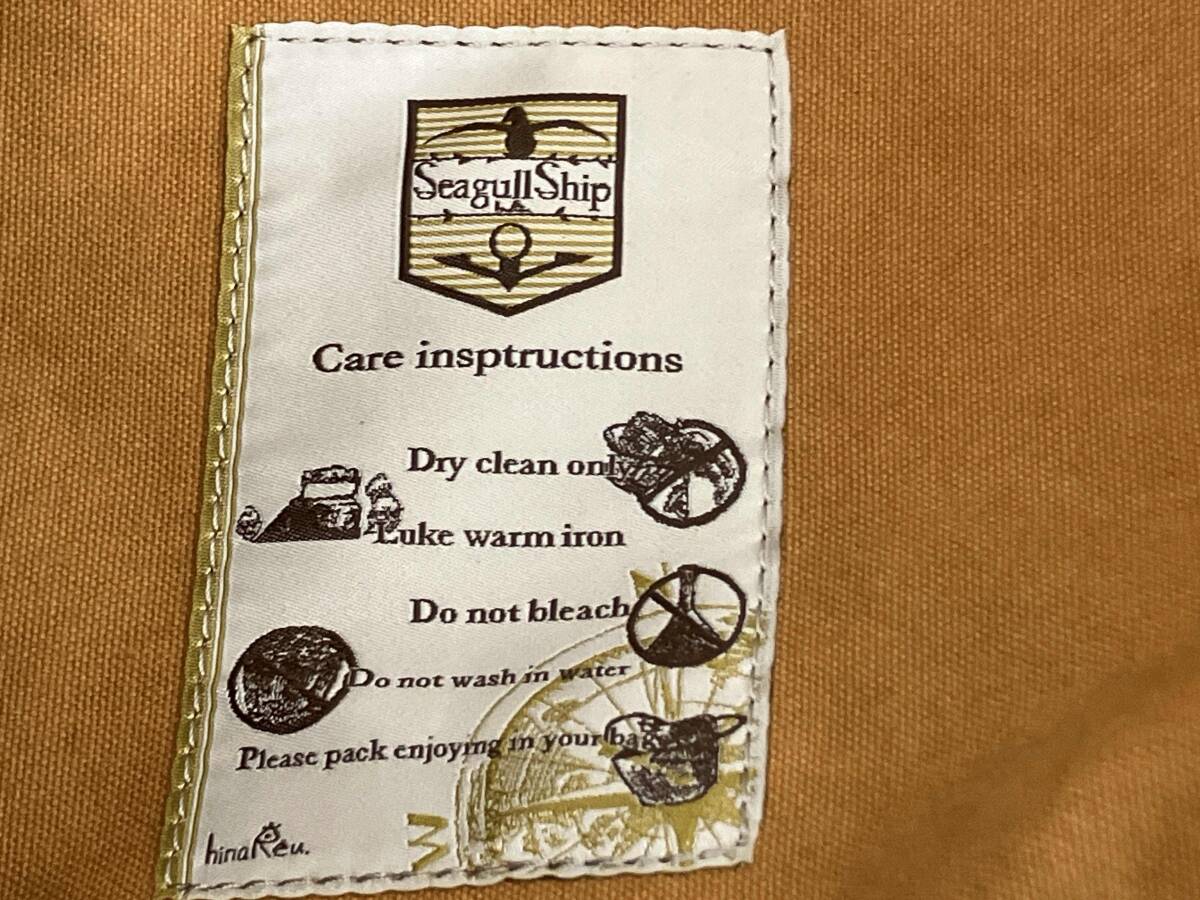 SeagullShip
L.A.
Care insptructions
Dry clean only
Luke warm iron
Do not bleach
Do not wash in water
Please pack enjoying in your bag
W
hinaReu.